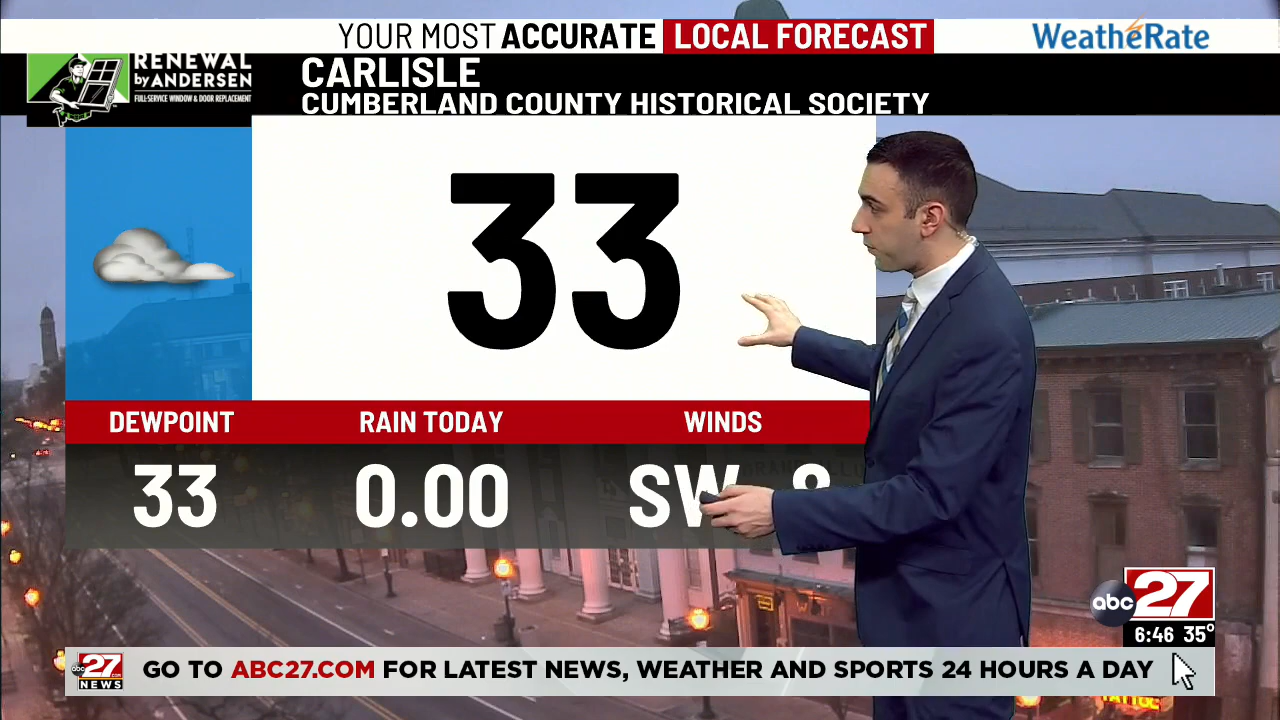 YOUR MOST ACCURATE LOCAL FORECAST
WeatheRate
RENEWAL
by ANDERSEN
FULL-SERVICE WINDOW & DOOR REPLACEMENT
CARLISLE
CUMBERLAND COUNTY HISTORICAL SOCIETY
33
DEWPOINT RAIN TODAY WINDS
33 0.00 SW
abc 27
6:46 35°
abc 27 NEWS
GO TO ABC27.COM FOR LATEST NEWS, WEATHER AND SPORTS 24 HOURS A DAY
TATTOO